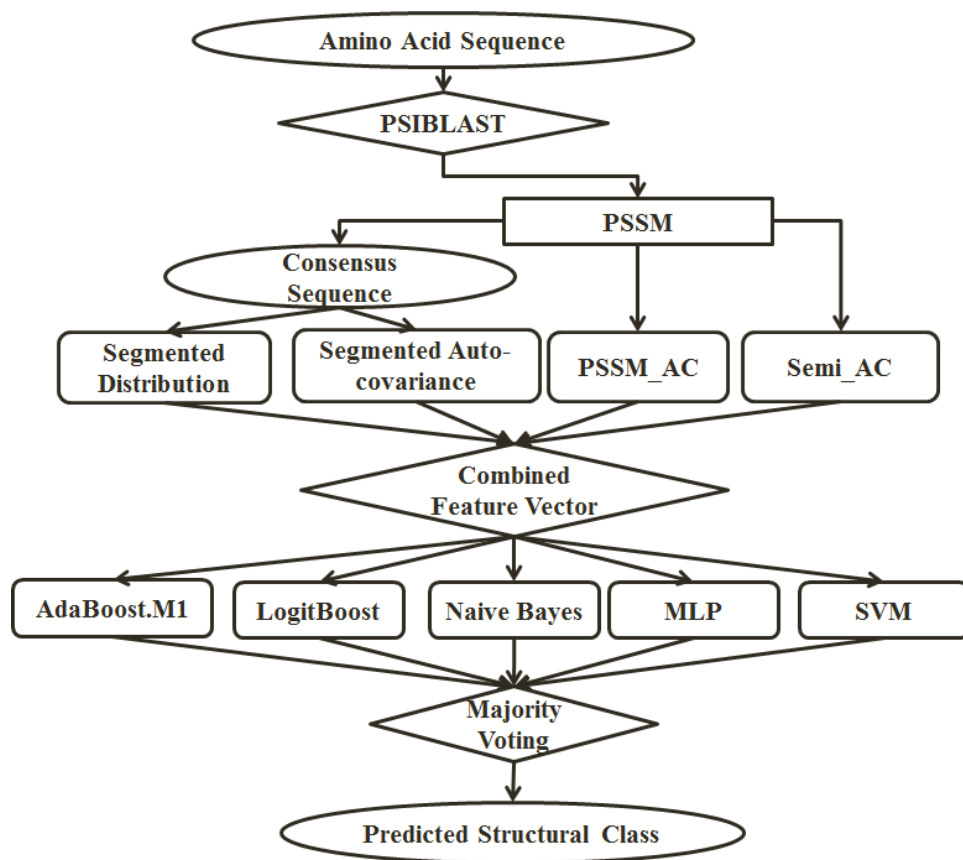 Amino Acid Sequence
PSIBLAST
PSSM
Consensus
Sequence
Segmented
Distribution
Segmented Auto-
covariance
PSSM_AC
Semi_AC
Combined
Feature Vector
AdaBoost.M1
LogitBoost
Naive Bayes
MLP
SVM
Majority
Voting
Predicted Structural Class